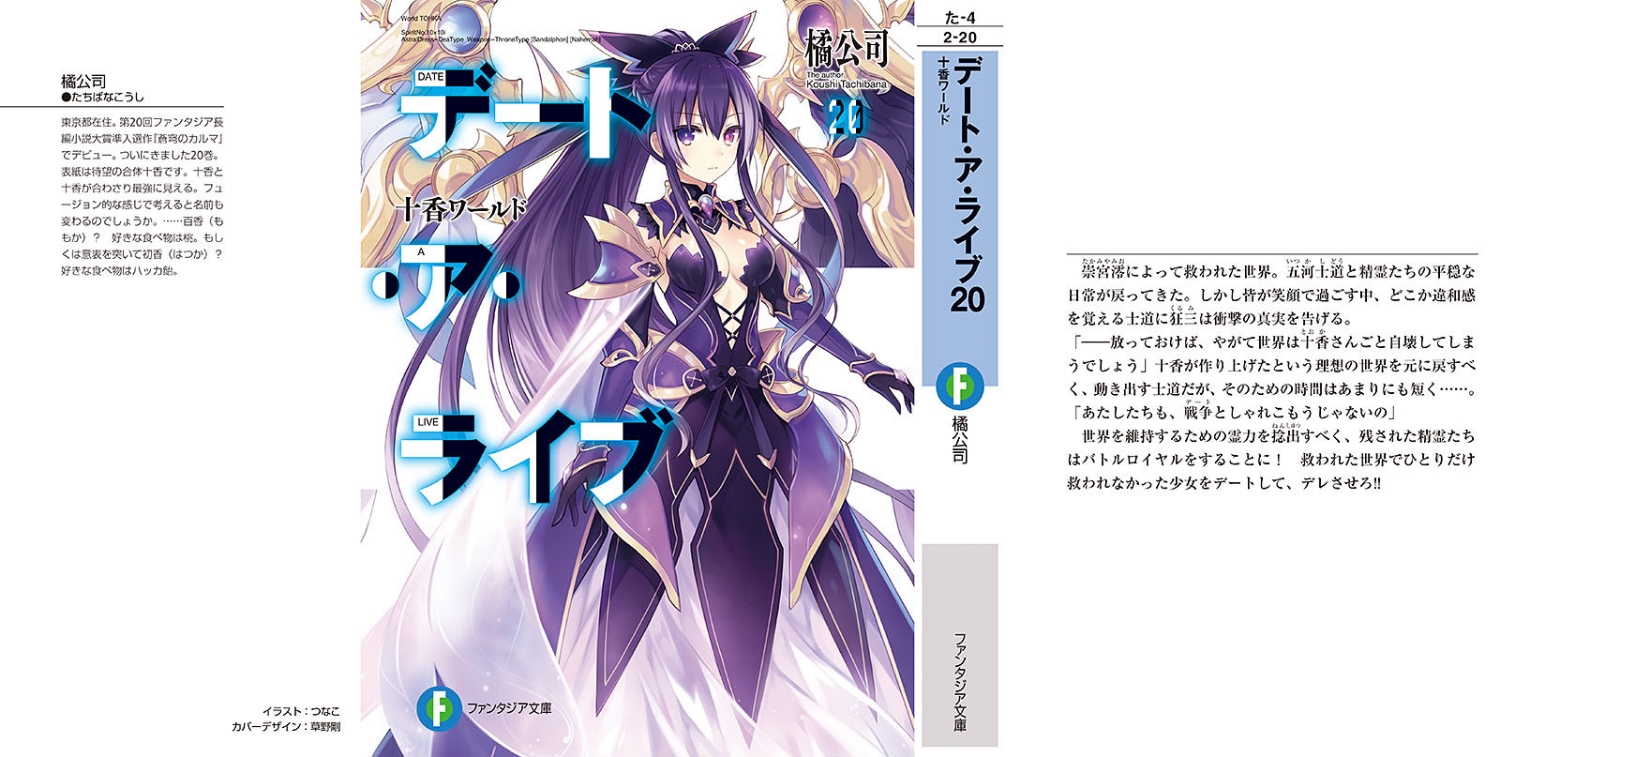 橘公司
●たちばなこうし
東京都在住。第20回ファンタジア長
編小説大賞準入選作『蒼穹のカルマ』
でデビュー。ついにきました20巻。
表紙は待望の合体十香です。十香と
十香が合わさり最強に見える。フュ
ージョン的な感じで考えると名前も
変わるのでしょうか。……百香（も
もか）？　好きな食べ物は桃。もし
くは意表を突いて初香（はつか）？
好きな食べ物はハッカ飴。
イラスト：つなこ
カバーデザイン：草野剛
World TOHKA
SpiritNo.10+10i
AstralDress-DeaType Weapon-ThroneType [Sandalphon] [Nahemah]
橘公司
The author
Koushi Tachibana
20
DATE
デート
十香ワールド
A
・ア・
LIVE
ライブ
F
ファンタジア文庫
た-4
2-20
デート・ア・ライブ20
十香ワールド
F
橘公司
ファンタジア文庫
崇宮澪によって救われた世界。五河士道と精霊たちの平穏な
日常が戻ってきた。しかし皆が笑顔で過ごす中、どこか違和感
を覚える士道に狂三は衝撃の真実を告げる。
「――放っておけば、やがて世界は十香さんごと自壊してしま
うでしょう」十香が作り上げたという理想の世界を元に戻すべ
く、動き出す士道だが、そのための時間はあまりにも短く……。
「あたしたちも、戦争としゃれこもうじゃないの」
世界を維持するための霊力を捻出すべく、残された精霊たち
はバトルロイヤルをすることに！　救われた世界でひとりだけ
救われなかった少女をデートして、デレさせろ!!